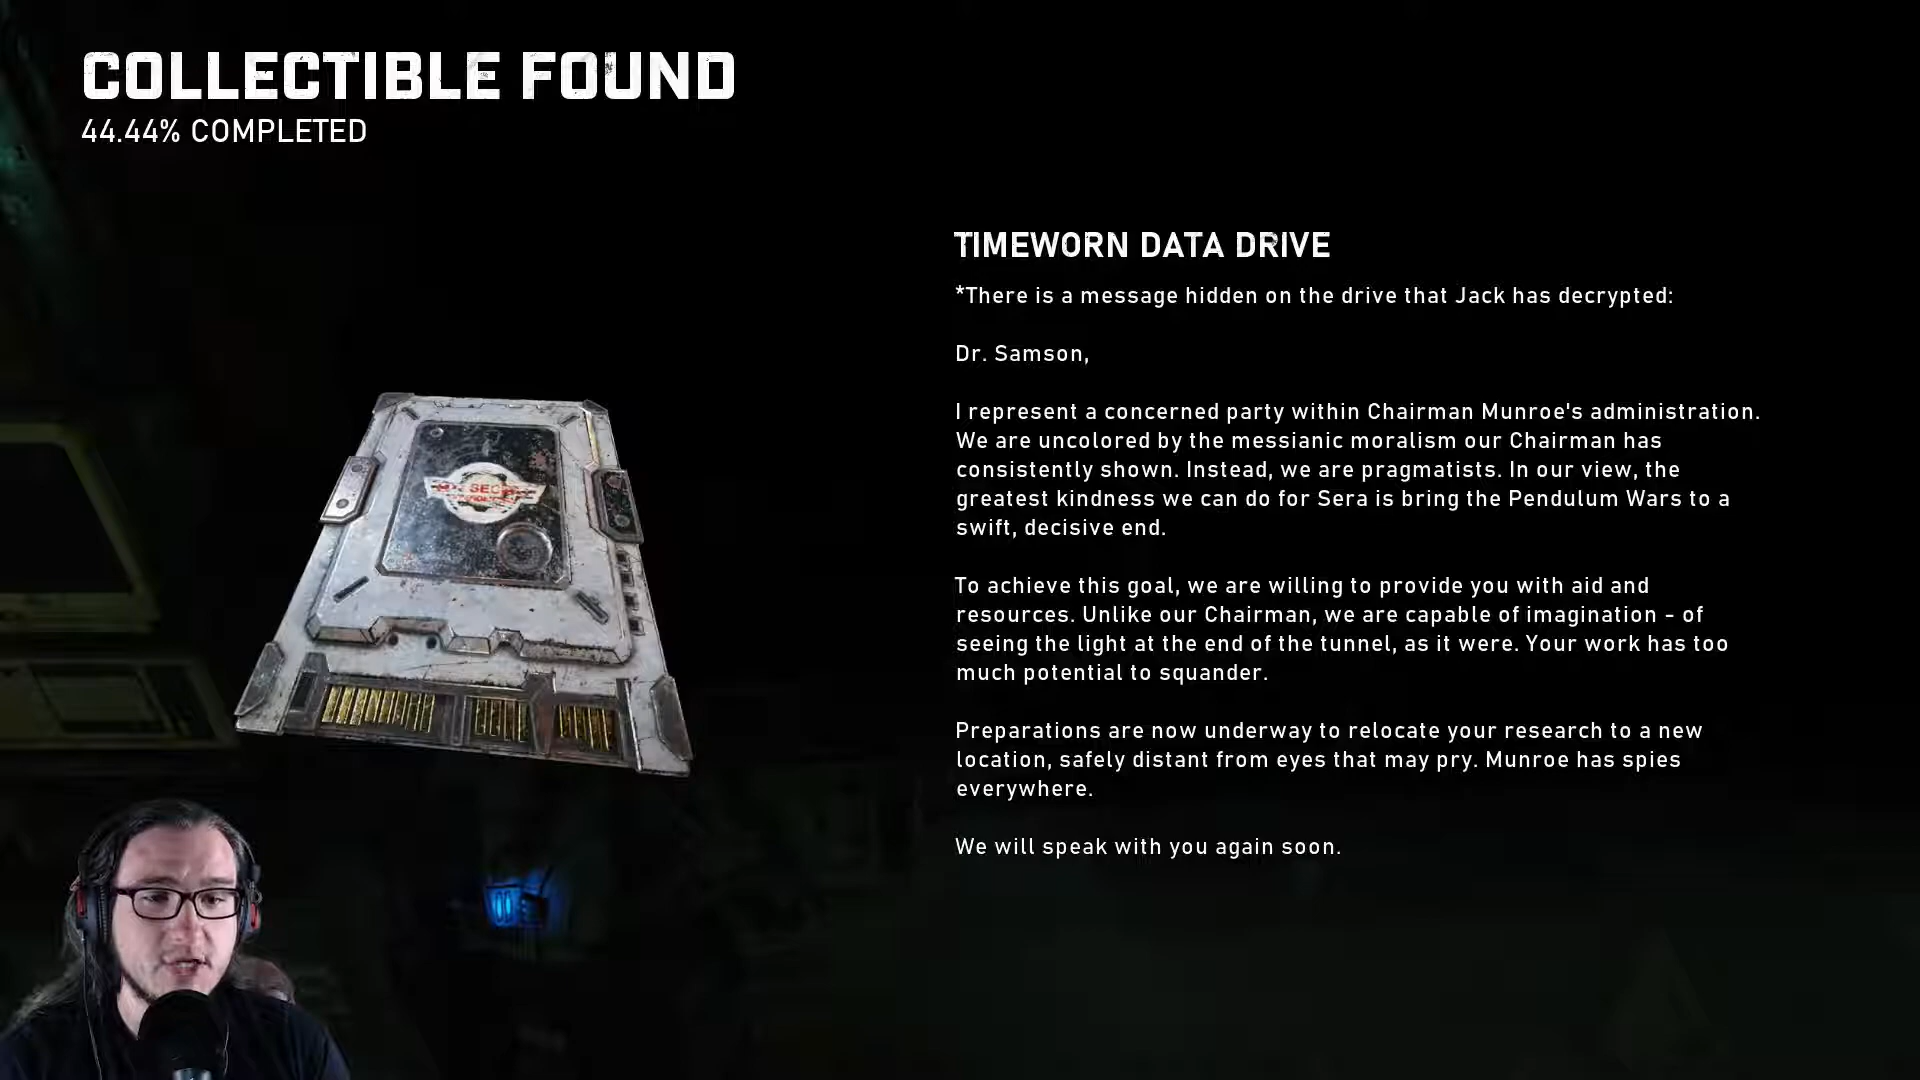 COLLECTIBLE FOUND
44.44% COMPLETED
TIMEWORN DATA DRIVE
*There is a message hidden on the drive that Jack has decrypted:
Dr. Samson,
I represent a concerned party within Chairman Munroe's administration.
We are uncolored by the messianic moralism our Chairman has
consistently shown. Instead, we are pragmatists. In our view, the
greatest kindness we can do for Sera is bring the Pendulum Wars to a
swift, decisive end.
To achieve this goal, we are willing to provide you with aid and
resources. Unlike our Chairman, we are capable of imagination - of
seeing the light at the end of the tunnel, as it were. Your work has too
much potential to squander.
Preparations are now underway to relocate your research to a new
location, safely distant from eyes that may pry. Munroe has spies
everywhere.
We will speak with you again soon.